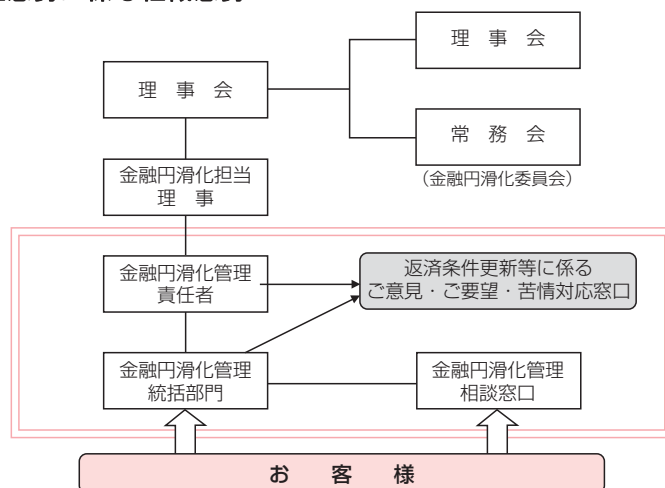 理事会
理事会
常務会
(金融円滑化委員会)
金融円滑化担当
理事
金融円滑化管理
責任者
返済条件更新等に係る
ご意見・ご要望・苦情対応窓口
金融円滑化管理
統括部門
金融円滑化管理
相談窓口
お客様